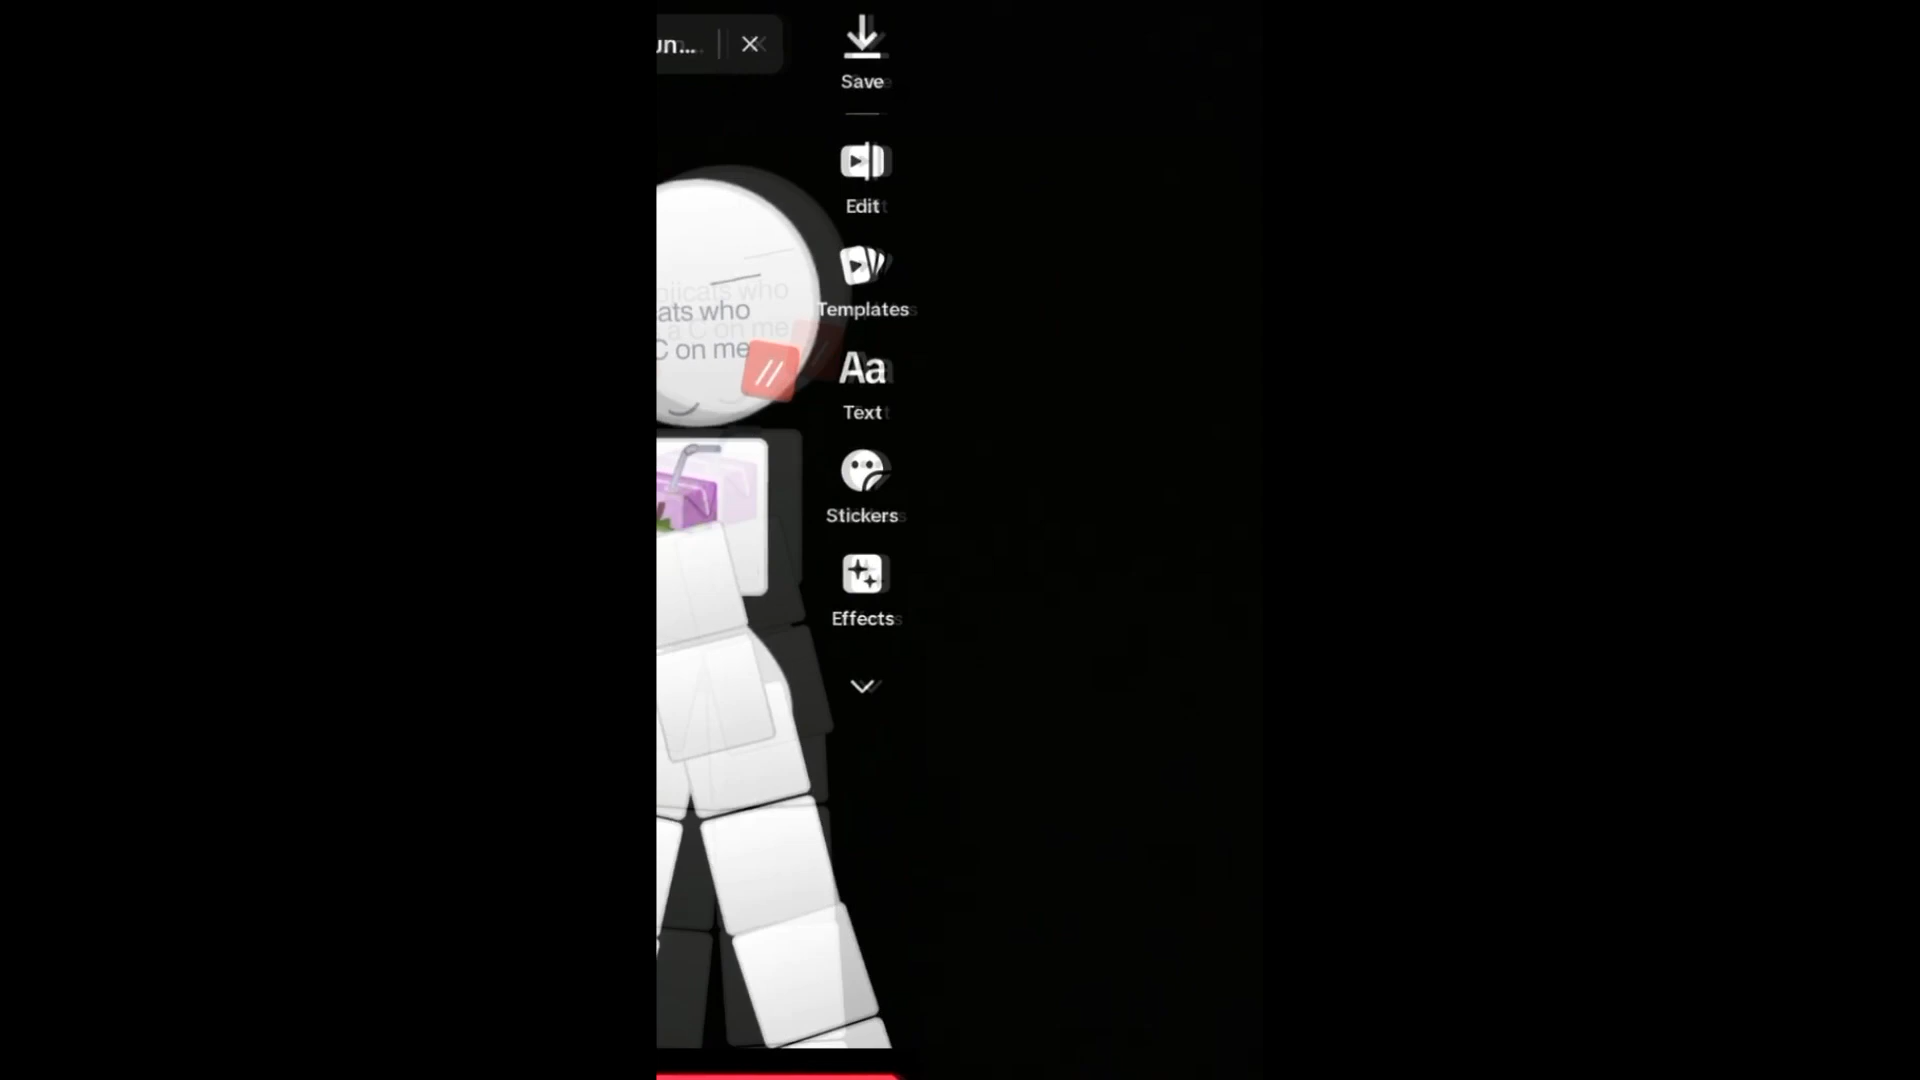 un...
Save
Edit
Templates
ats who
C on me
Aa
Text
Stickers
Effects